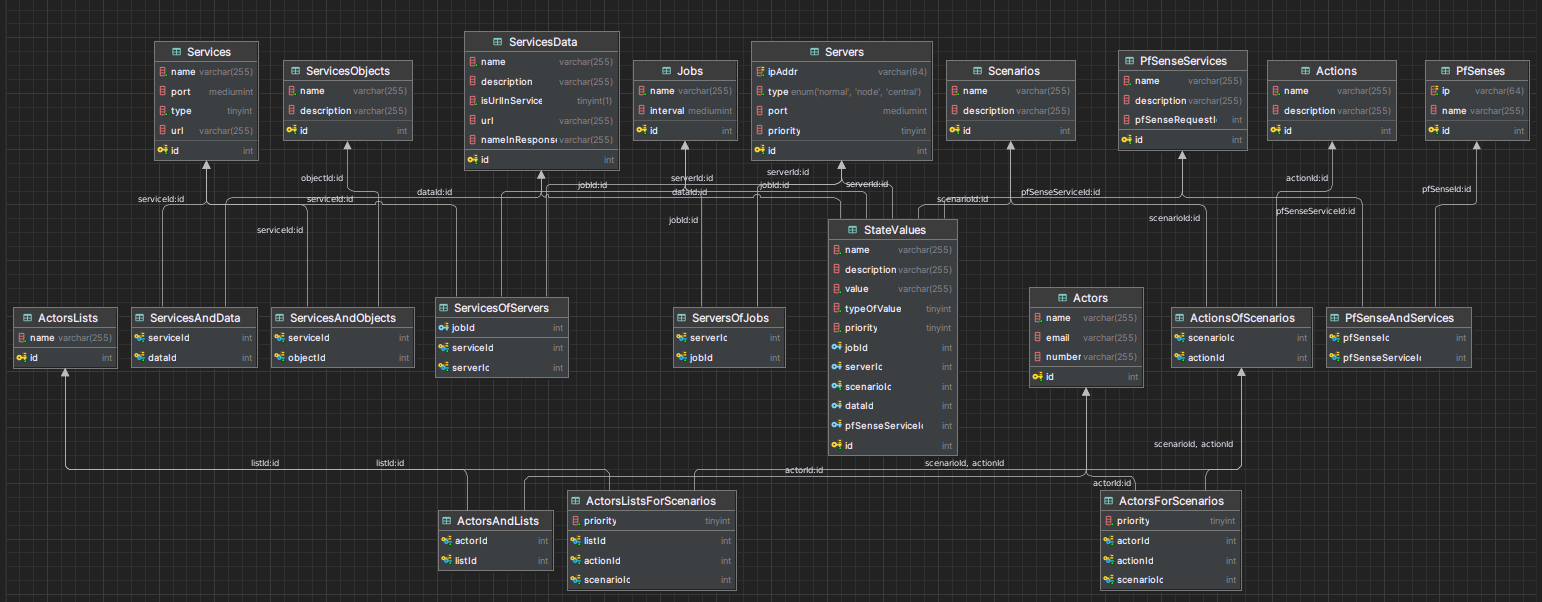 Services
name varchar(255)
port mediumint
type tinyint
url varchar(255)
id int
ServicesObjects
name varchar(255)
description varchar(255)
id int
ServicesData
name varchar(255)
description varchar(255)
isUrlInService tinyint(1)
url varchar(255)
nameInResponse varchar(255)
id int
Jobs
name varchar(255)
interval mediumint
id int
Servers
ipAddr varchar(64)
type enum('normal', 'node', 'central')
port mediumint
priority tinyint
id int
Scenarios
name varchar(255)
description varchar(255)
id int
PfSenseServices
name varchar(255)
description varchar(255)
pfSenseRequestI int
id int
Actions
name varchar(255)
description varchar(255)
id int
PfSenses
ip varchar(64)
name varchar(255)
id int
objectId:id
serviceId:id
serviceId:id
serviceId:id
dataId:id
jobId:id
serverId:id
dataId:id
jobId:id
jobId:id
serverId:id
serverId:id
scenarioId:id
pfSenseServiceId:id
scenarioId:id
actionId:id
pfSenseServiceId:id
pfSenseId:id
StateValues
name varchar(255)
description varchar(255)
value varchar(255)
typeOfValue tinyint
priority tinyint
jobId int
serverId int
scenarioId int
dataId int
pfSenseServiceId int
id int
ActorsLists
name varchar(255)
id int
ServicesAndData
serviceId int
dataId int
ServicesAndObjects
serviceId int
objectId int
ServicesOfServers
jobId int
serviceId int
serverId int
ServersOfJobs
serverId int
jobId int
Actors
name varchar(255)
email varchar(255)
number varchar(255)
id int
ActionsOfScenarios
scenarioId int
actionId int
PfSenseAndServices
pfSenseId int
pfSenseServiceId int
listId:id
listId:id
actorId:id
scenarioId, actionId
scenarioId, actionId
actorId:id
ActorsAndLists
actorId int
listId int
ActorsListsForScenarios
priority tinyint
listId int
actionId int
scenarioId int
ActorsForScenarios
priority tinyint
actorId int
actionId int
scenarioId int